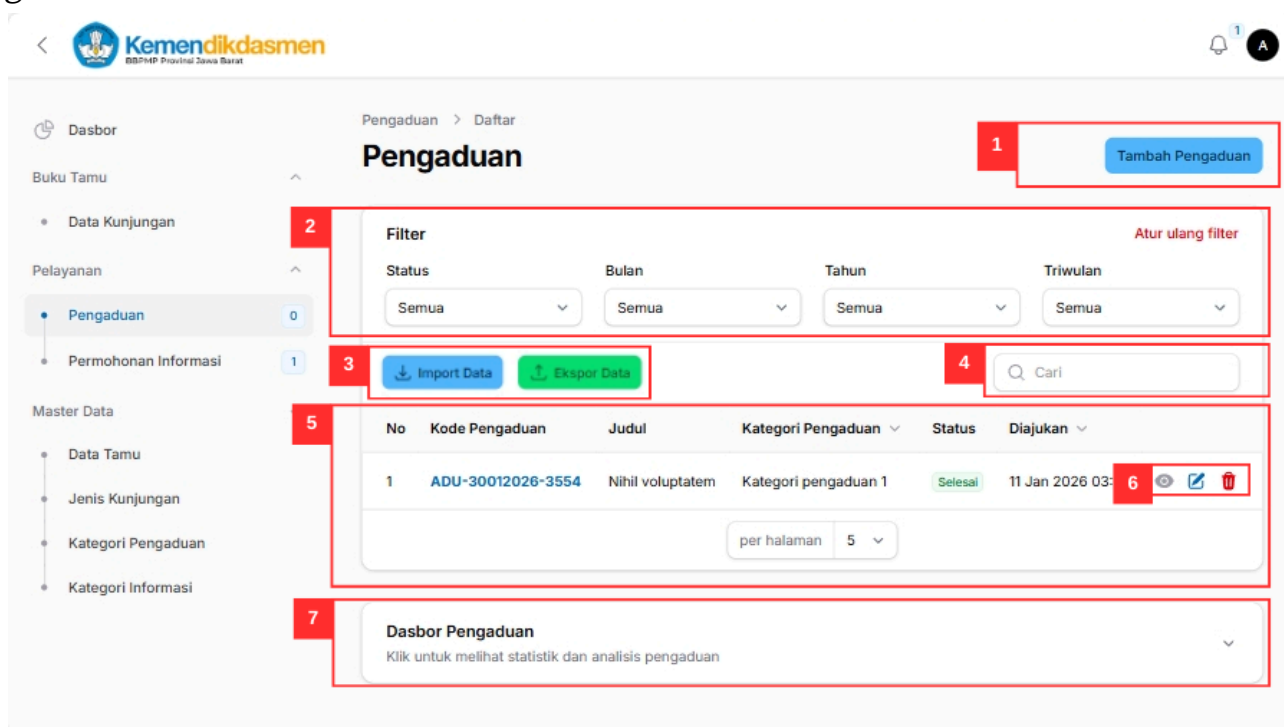 Kemendikdasmen
BBPMP Provinsi Jawa Barat
1
A
Dasbor
Buku Tamu
Data Kunjungan
Pelayanan
Pengaduan 0
Permohonan Informasi 1
Master Data
Data Tamu
Jenis Kunjungan
Kategori Pengaduan
Kategori Informasi
Pengaduan > Daftar
Pengaduan
1
Tambah Pengaduan
2
Filter Atur ulang filter
Status Bulan Tahun Triwulan
Semua Semua Semua Semua
3
Import Data Ekspor Data
4
Cari
5
No Kode Pengaduan Judul Kategori Pengaduan Status Diajukan
1 ADU-30012026-3554 Nihil voluptatem Kategori pengaduan 1 Selesai 11 Jan 2026 03:
6
per halaman 5
7
Dasbor Pengaduan
Klik untuk melihat statistik dan analisis pengaduan